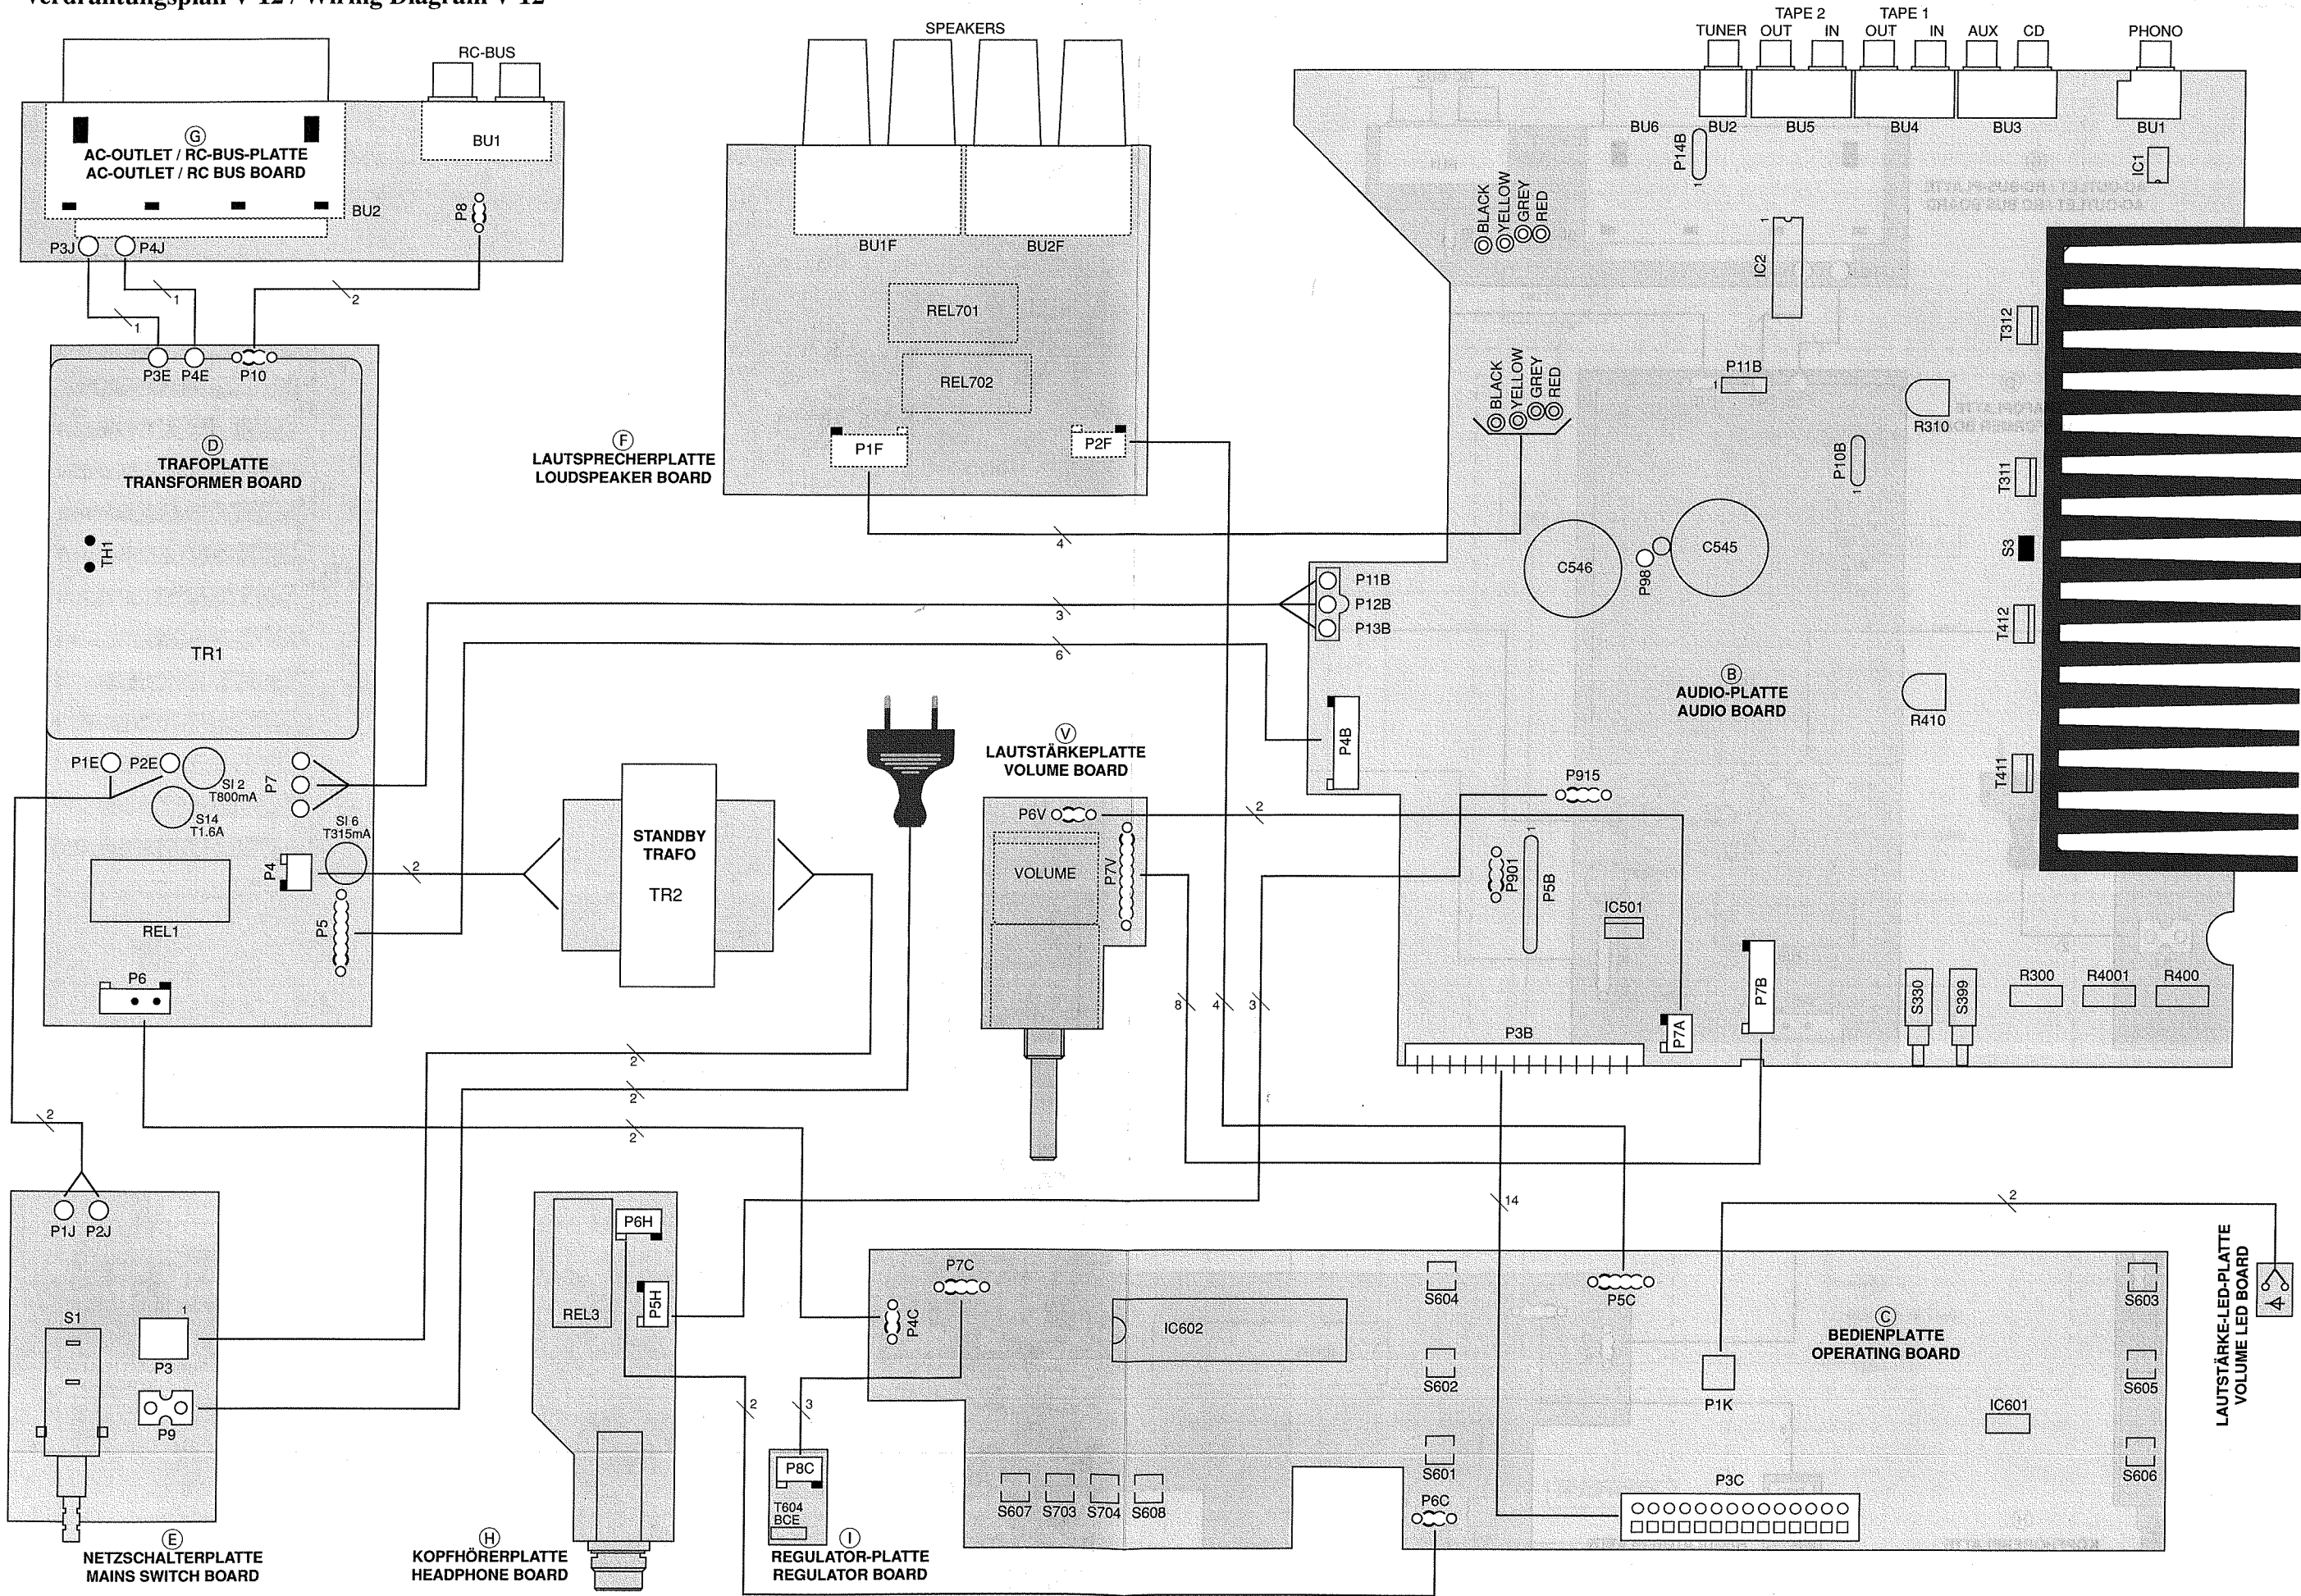 Verdrahtungsplan V 12 / Wiring Diagram V 12
RC-BUS
G
AC-OUTLET / RC-BUS-PLATTE
AC-OUTLET / RC BUS BOARD
BU1
BU2
P8
P3J
P4J
1
1
2
SPEAKERS
BU1F
BU2F
REL701
REL702
P1F
P2F
F
LAUTSPRECHERPLATTE
LOUDSPEAKER BOARD
4
TUNER
TAPE 2
OUT
IN
TAPE 1
OUT
IN
AUX
CD
PHONO
BU6
BU2
BU5
BU4
BU3
BU1
P14B
1
IC1
BLACK
YELLOW
GREY
RED
1
IC2
T312
P11B
1
BLACK
YELLOW
GREY
RED
R310
P10B
1
T311
S3
C546
P98
C545
T412
P11B
P12B
P13B
B
AUDIO-PLATTE
AUDIO BOARD
R410
T411
P4B
P915
P901
1
P5B
IC501
P7B
P7A
P3B
S330
S399
R300
R4001
R400
P3E
P4E
P10
D
TRAFOPLATTE
TRANSFORMER BOARD
TH1
TR1
P1E
P2E
SI 2
T800mA
P7
S14
T1.6A
SI 6
T315mA
P4
REL1
P5
P6
3
6
2
STANDBY
TRAFO
TR2
V
LAUTSTÄRKEPLATTE
VOLUME BOARD
P6V
VOLUME
P7V
2
8
4
3
2
2
2
2
P1J
P2J
S1
1
P3
P9
E
NETZSCHALTERPLATTE
MAINS SWITCH BOARD
P6H
REL3
P5H
H
KOPFHÖRERPLATTE
HEADPHONE BOARD
2
3
P8C
T604
BCE
I
REGULATOR-PLATTE
REGULATOR BOARD
14
2
P7C
P4C
IC602
S604
P5C
C
BEDIENPLATTE
OPERATING BOARD
S603
S602
P1K
S605
IC601
S601
S606
P3C
S607
S703
S704
S608
P6C
LAUTSTÄRKE-LED-PLATTE
VOLUME LED BOARD